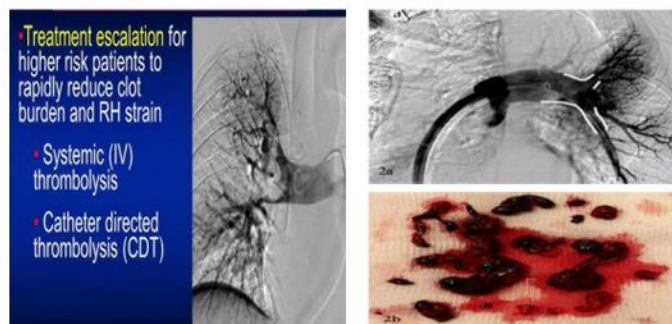 •Treatment escalation for
higher risk patients to
rapidly reduce clot
burden and RH strain
• Systemic (IV)
thrombolysis
• Catheter directed
thrombolysis (CDT)
2a
2b